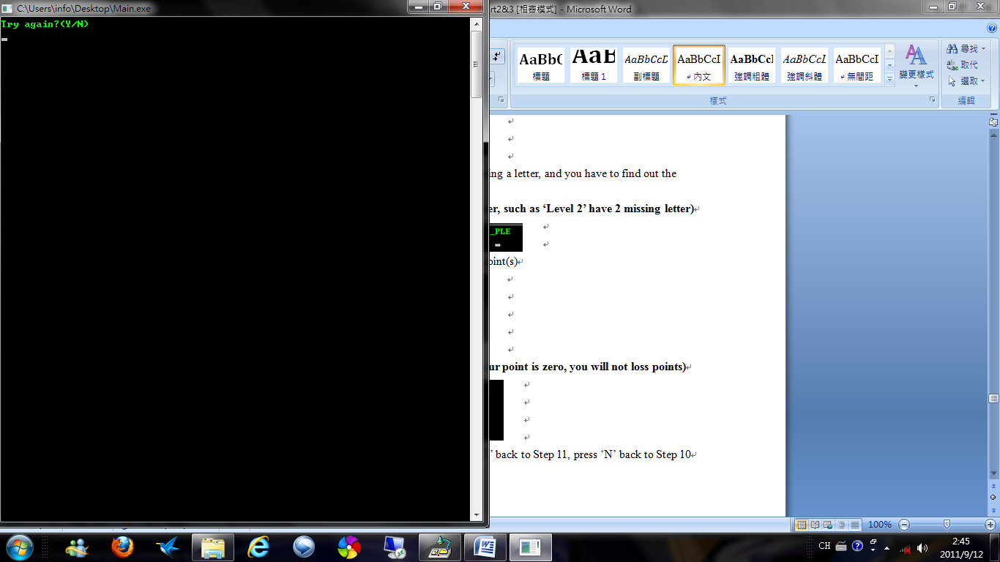 C:\Users\info\Desktop\Main.exe
Try again?(Y/N)
rt2&3 [相容模式] - Microsoft Word
AaBbC AaB AaBbCcD AaBbCcI AaBbCcI AaBbCcI AaBbCcI
標題 標題 1 副標題 ↵ 內文 強調粗體 強調斜體 ↵ 無間距
變更樣式
尋找
取代
選取
樣式
編輯
ing a letter, and you have to find out the
er, such as ‘Level 2’ have 2 missing letter)
_PLE
oint(s)
ur point is zero, you will not loss points)
’ back to Step 11, press ‘N’ back to Step 10
100%
CH
2:45
2011/9/12